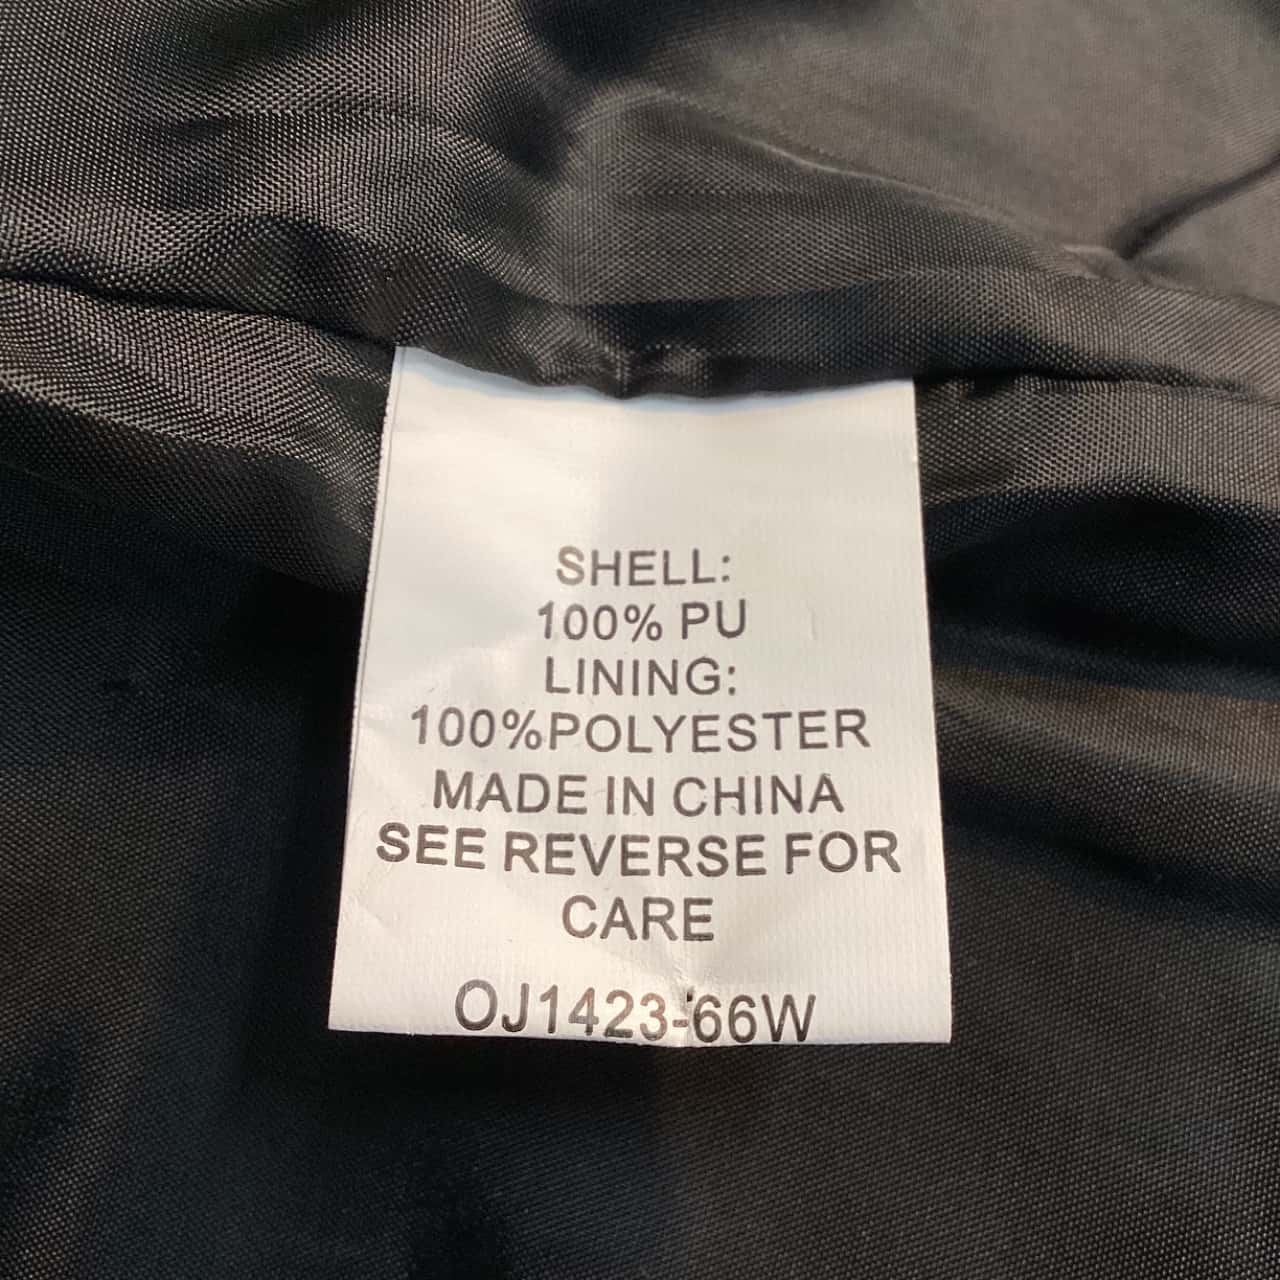 SHELL:
100% PU
LINING:
100%POLYESTER
MADE IN CHINA
SEE REVERSE FOR
CARE
OJ1423-66W